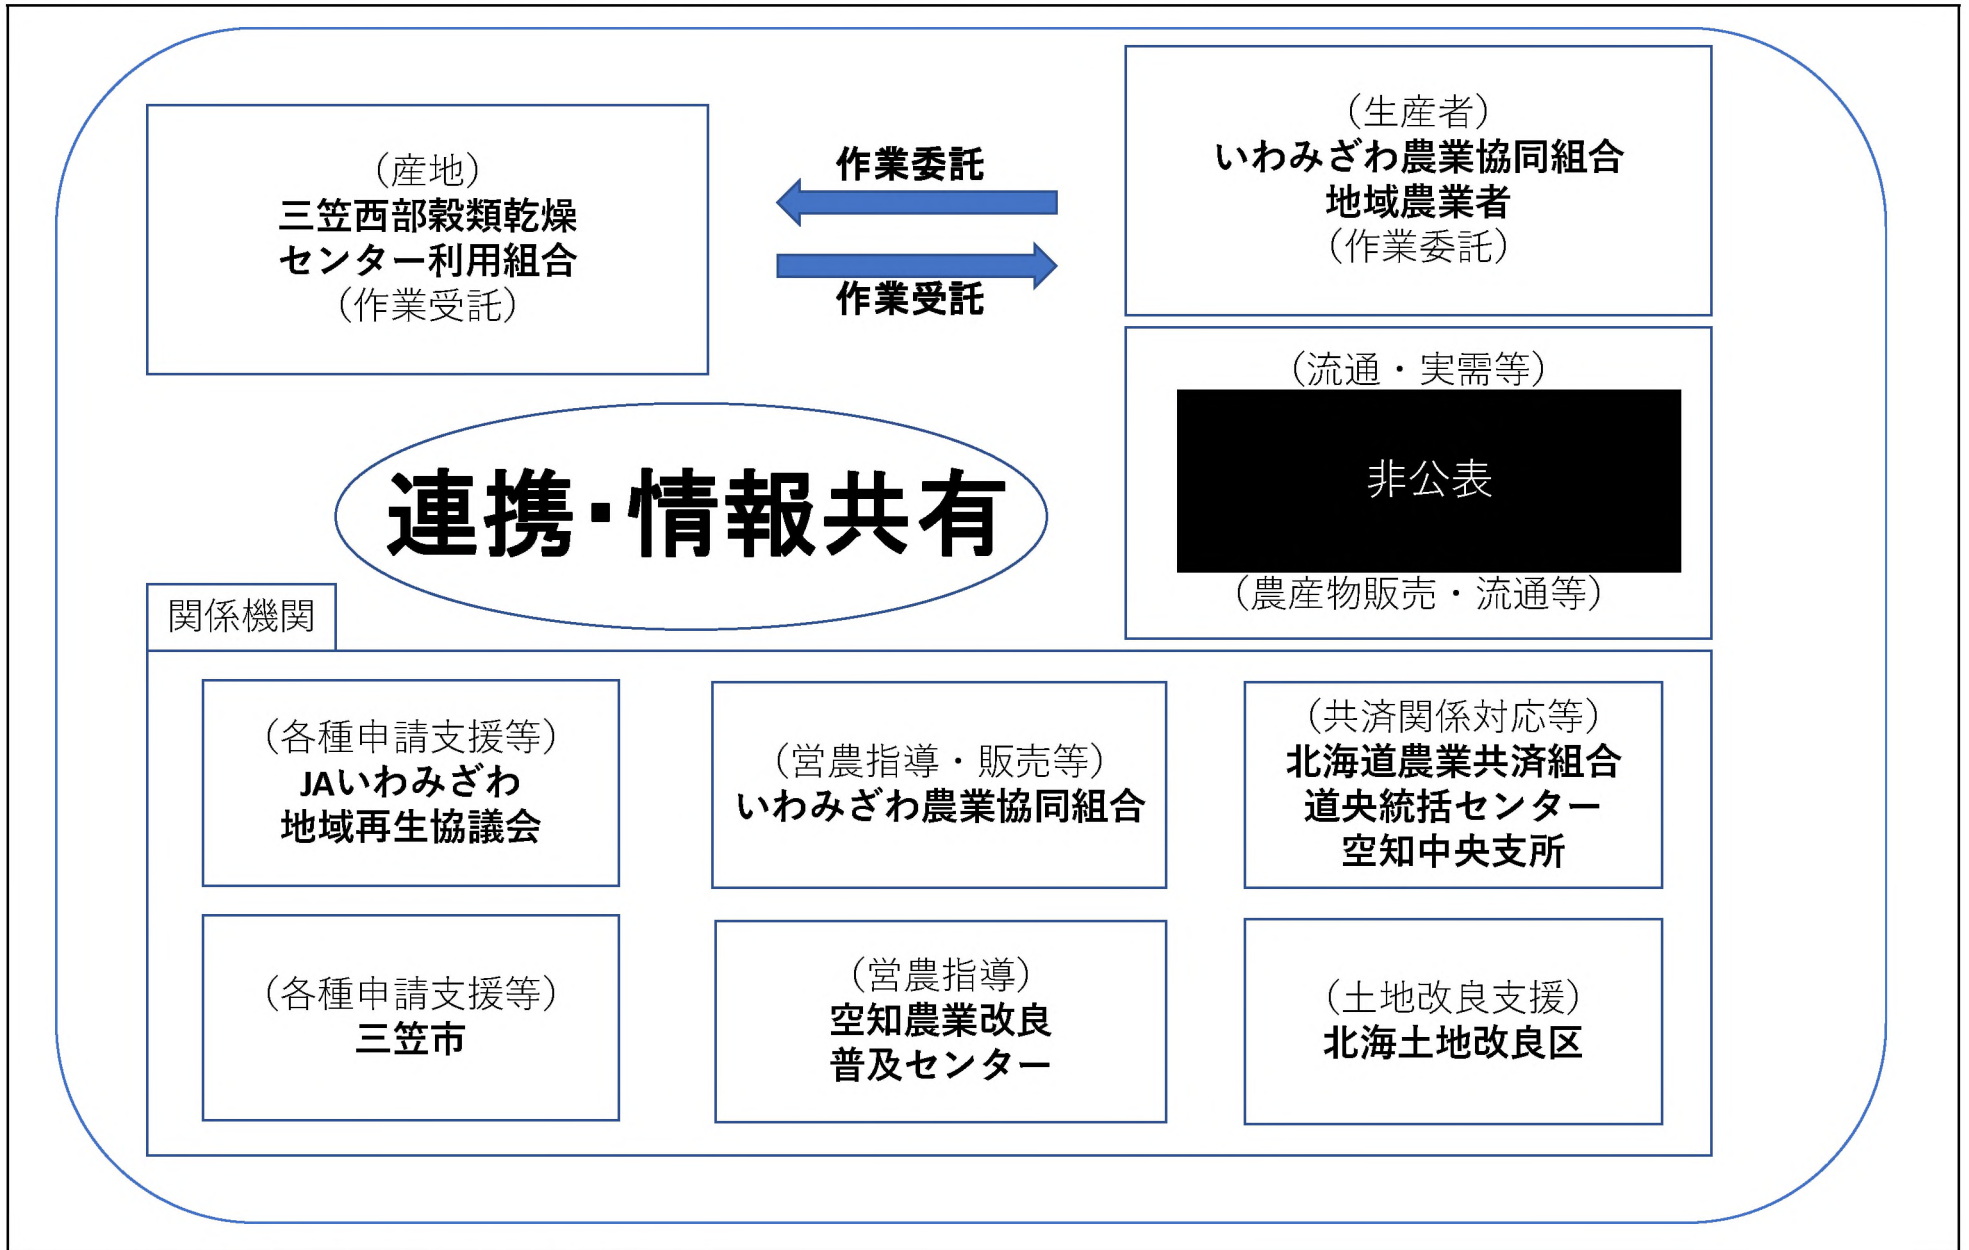 （産地）
三笠西部穀類乾燥
センター利用組合
（作業受託）
作業委託
作業受託
（生産者）
いわみざわ農業協同組合
地域農業者
（作業委託）
（流通・実需等）
非公表
（農産物販売・流通等）
連携・情報共有
関係機関
（各種申請支援等）
JAいわみざわ
地域再生協議会
（営農指導・販売等）
いわみざわ農業協同組合
（共済関係対応等）
北海道農業共済組合
道央統括センター
空知中央支所
（各種申請支援等）
三笠市
（営農指導）
空知農業改良
普及センター
（土地改良支援）
北海土地改良区